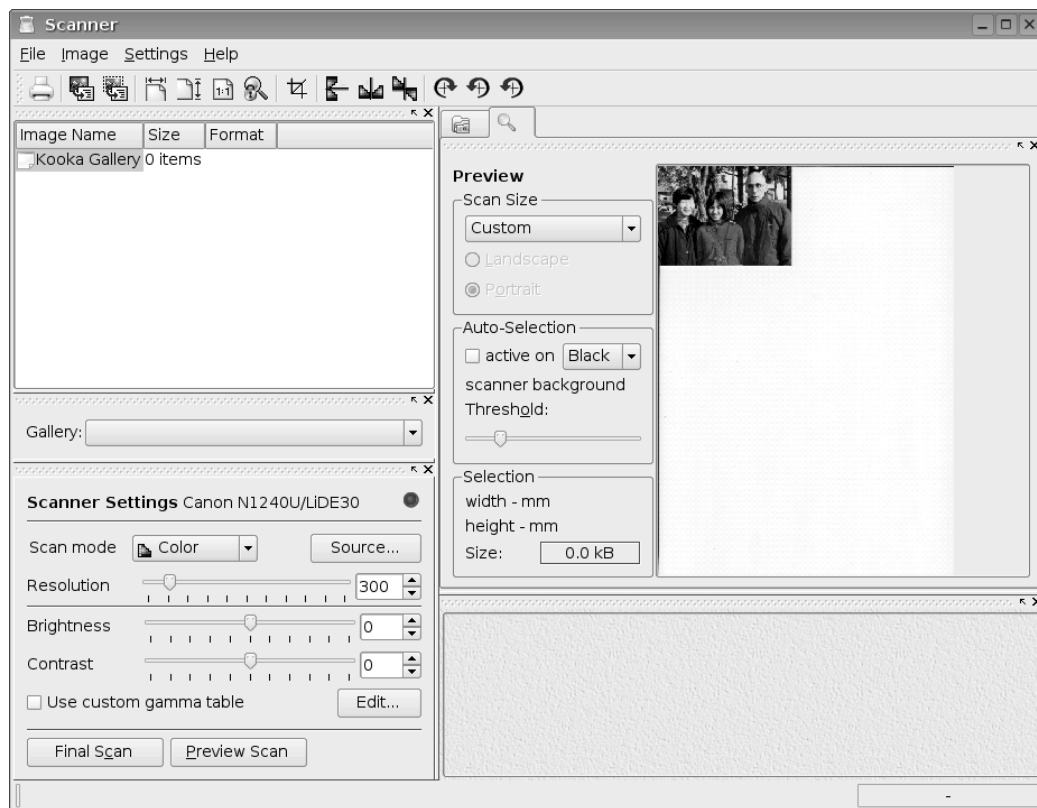 Scanner
File Image Settings Help
1:1
Image Name Size Format
Kooka Gallery 0 items
Gallery:
Scanner Settings Canon N1240U/LiDE30
Scan mode Color Source...
Resolution 300
Brightness 0
Contrast 0
Use custom gamma table Edit...
Final Scan Preview Scan
Preview
Scan Size
Custom
Landscape
Portrait
Auto-Selection
active on Black
scanner background
Threshold:
Selection
width - mm
height - mm
Size: 0.0 kB
-